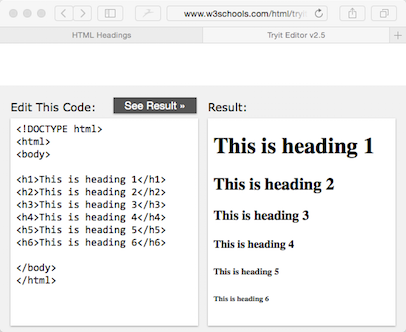 www.w3schools.com/html/tryi
HTML Headings
Tryit Editor v2.5
+
Edit This Code:
See Result »
Result:
<!DOCTYPE html>
<html>
<body>
<h1>This is heading 1</h1>
<h2>This is heading 2</h2>
<h3>This is heading 3</h3>
<h4>This is heading 4</h4>
<h5>This is heading 5</h5>
<h6>This is heading 6</h6>
</body>
</html>
This is heading 1
This is heading 2
This is heading 3
This is heading 4
This is heading 5
This is heading 6